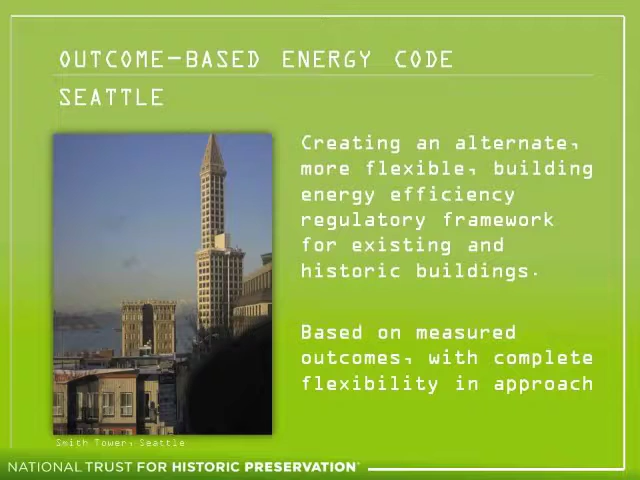 OUTCOME-BASED ENERGY CODE
SEATTLE
Creating an alternate,
more flexible, building
energy efficiency
regulatory framework
for existing and
historic buildings.
Based on measured
outcomes, with complete
flexibility in approach
Smith Tower, Seattle
NATIONAL TRUST FOR HISTORIC PRESERVATION®